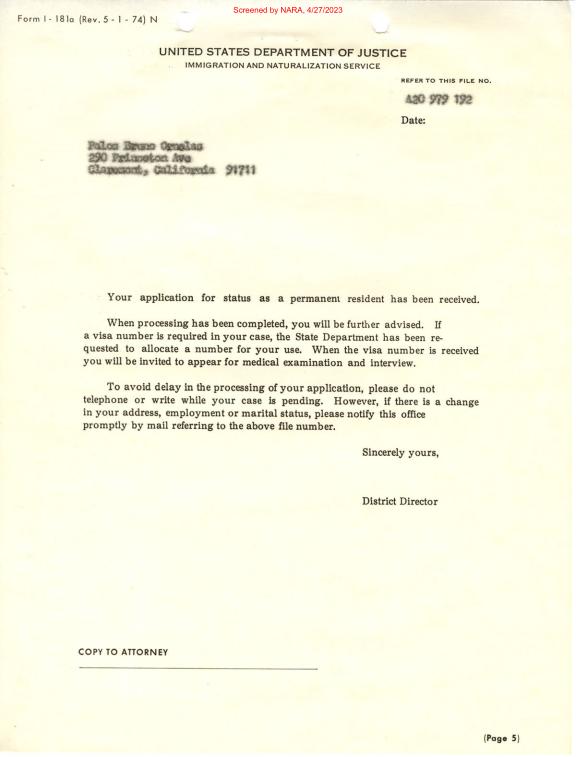 Screened by NARA, 4/27/2023
Form I - 181a (Rev. 5 - 1 - 74) N
UNITED STATES DEPARTMENT OF JUSTICE
IMMIGRATION AND NATURALIZATION SERVICE
REFER TO THIS FILE NO.
A20 979 192
Date:
Bruno Ornelas
290 Princeton Ave
Claremont, California 91711
Your application for status as a permanent resident has been received.
When processing has been completed, you will be further advised. If
a visa number is required in your case, the State Department has been re-
quested to allocate a number for your use. When the visa number is received
you will be invited to appear for medical examination and interview.
To avoid delay in the processing of your application, please do not
telephone or write while your case is pending. However, if there is a change
in your address, employment or marital status, please notify this office
promptly by mail referring to the above file number.
Sincerely yours,
District Director
COPY TO ATTORNEY
(Page 5)